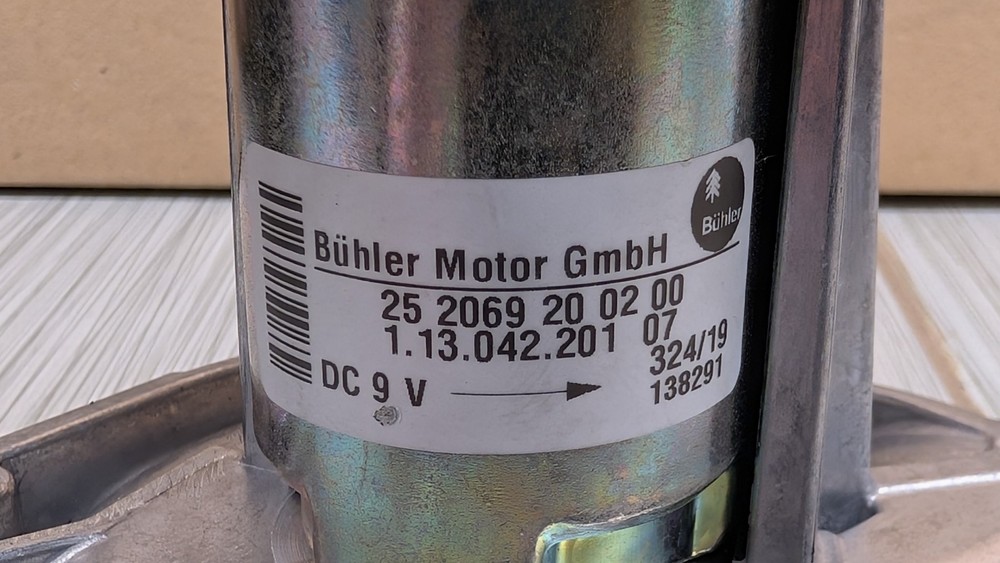 Bühler
Bühler Motor GmbH
25 2069 20 02 00
1.13.042.201 07
324/19
DC 9 V
138291